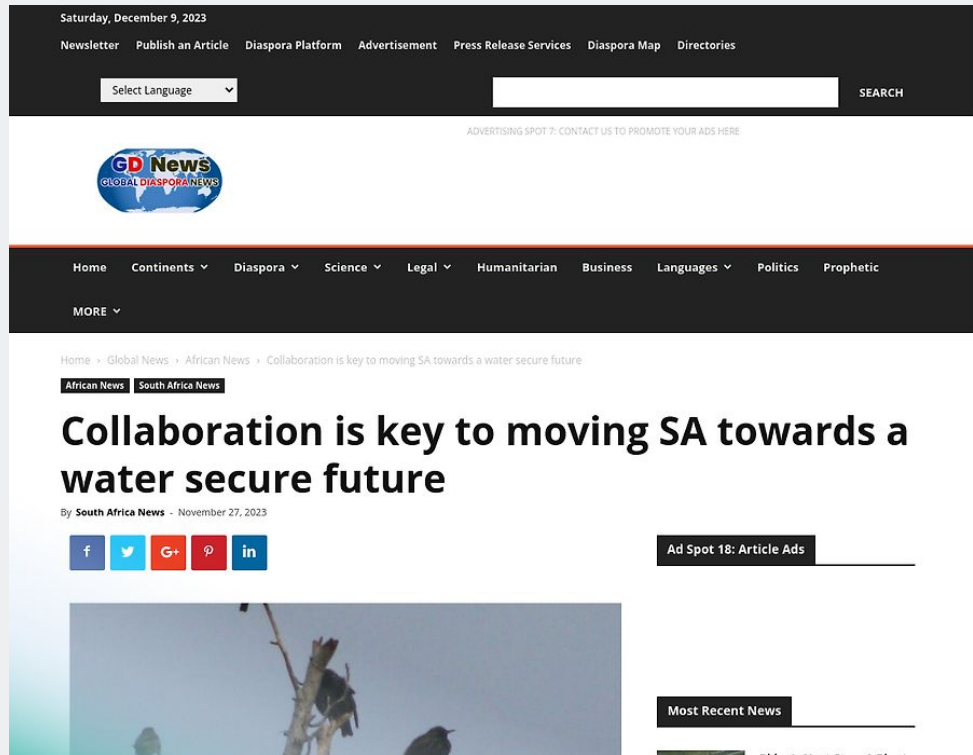 Saturday, December 9, 2023
Newsletter Publish an Article Diaspora Platform Advertisement Press Release Services Diaspora Map Directories
Select Language
SEARCH
ADVERTISING SPOT 7: CONTACT US TO PROMOTE YOUR ADS HERE
GD News
GLOBAL DIASPORA NEWS
Home Continents Diaspora Science Legal Humanitarian Business Languages Politics Prophetic
MORE
Home › Global News › African News › Collaboration is key to moving SA towards a water secure future
African News South Africa News
Collaboration is key to moving SA towards a
water secure future
By South Africa News - November 27, 2023
f G+ in
Ad Spot 18: Article Ads
Most Recent News